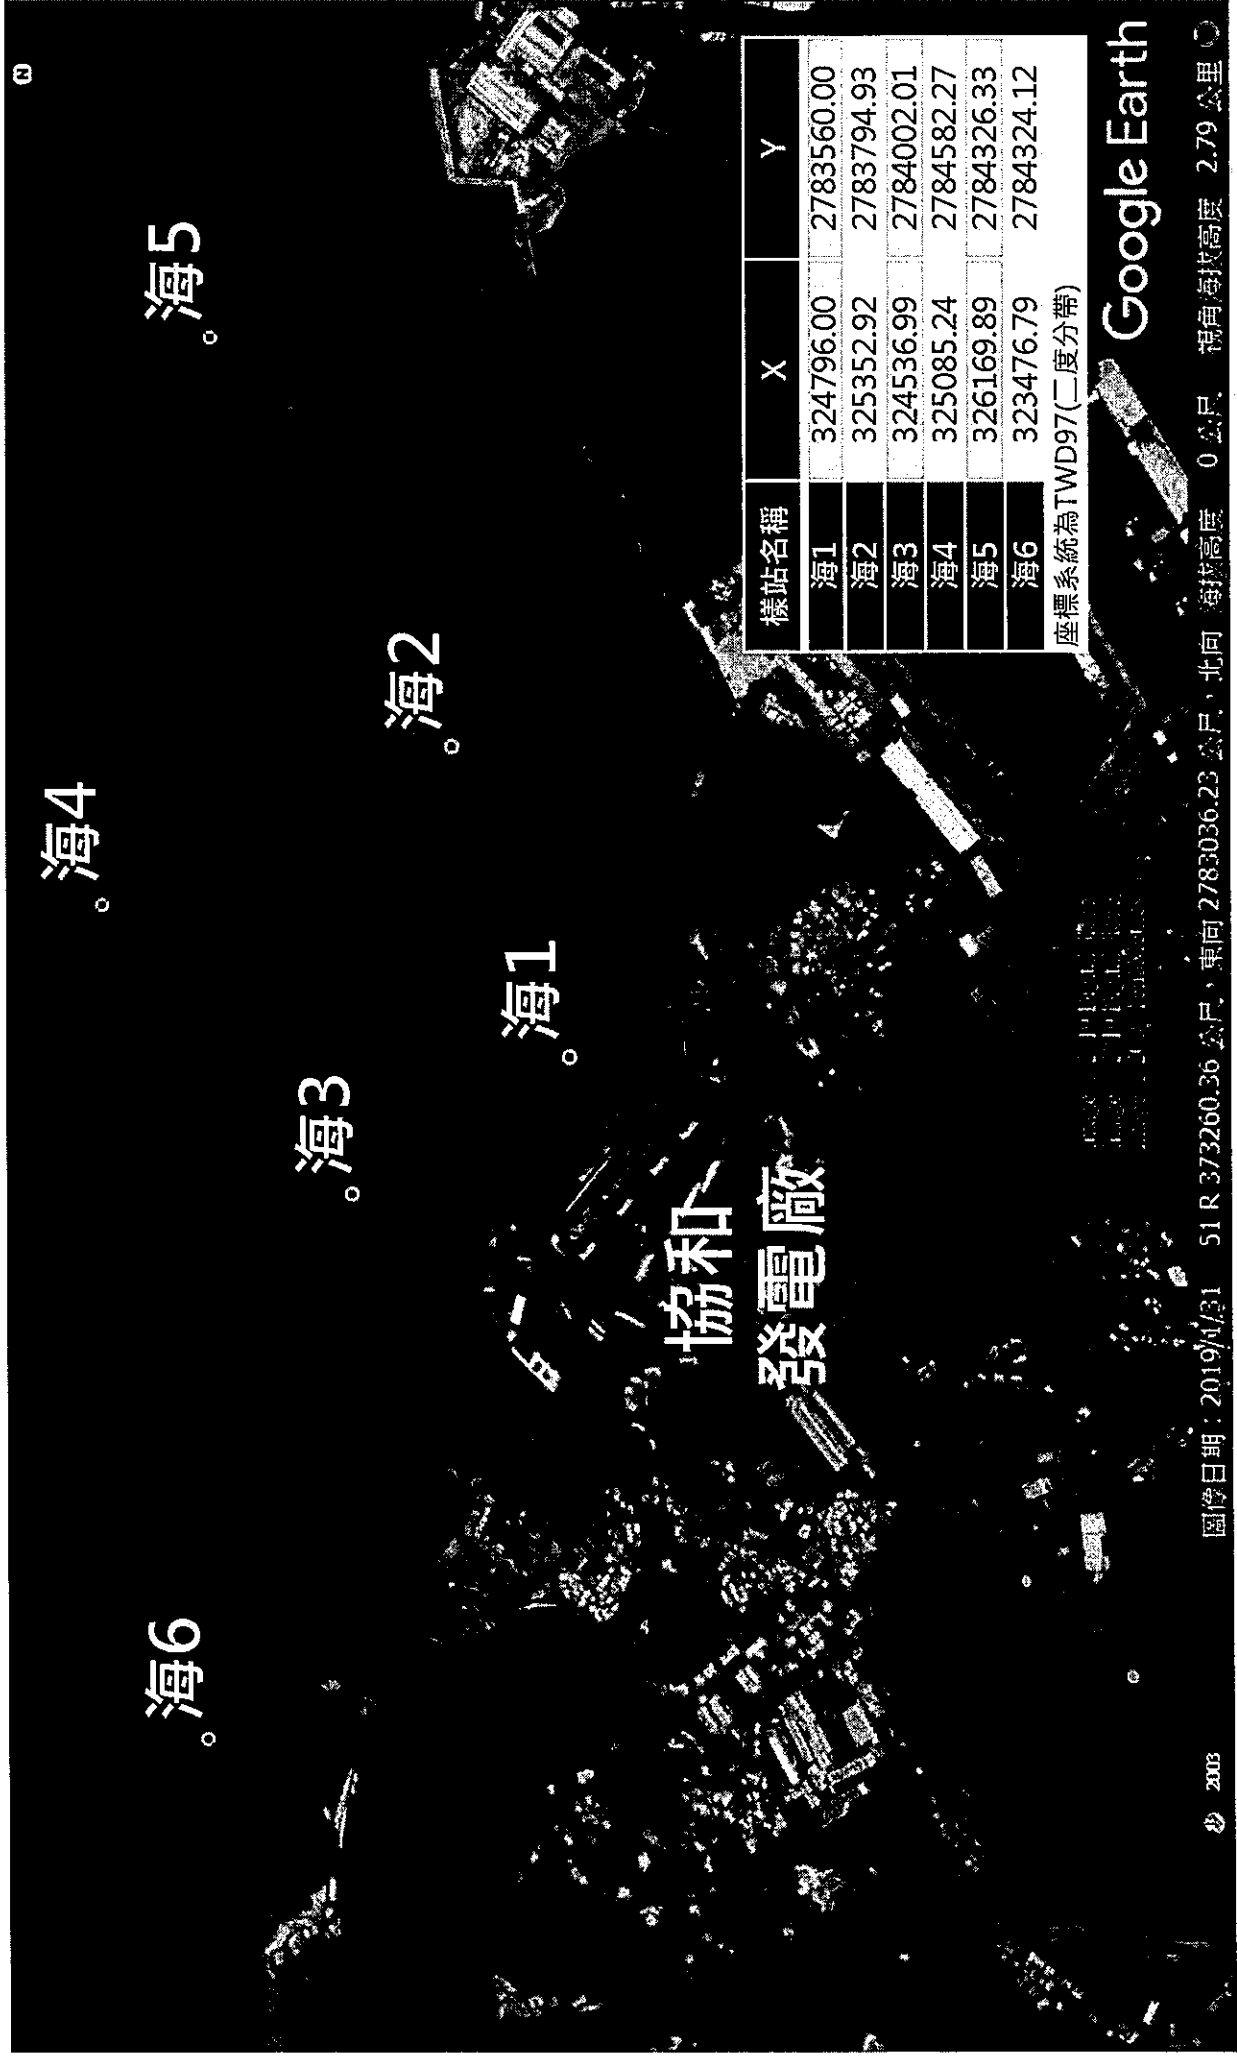 海4
海5
海6
海2
海3
海1
協和
發電廠
樣站名稱 X Y
海1 324796.00 2783560.00
海2 325352.92 2783794.93
海3 324536.99 2784002.01
海4 325085.24 2784582.27
海5 326169.89 2784326.33
海6 323476.79 2784324.12
座標系統為TWD97(二度分帶)
Google Earth
2003 圖像日期：2019/1/31 51 R 373260.36 公尺，東向 2783036.23 公尺，北向 海拔高度 0 公尺 視角海拔高度 2.79 公里